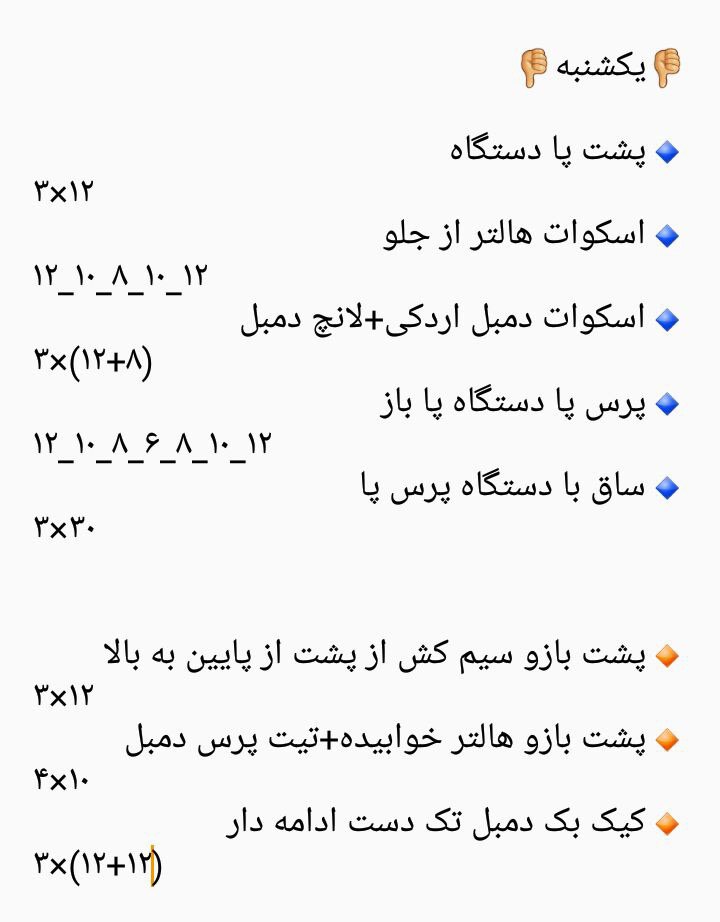 👎یکشنبه👎
🔹پشت پا دستگاه
۳×۱۲
🔹اسکوات هالتر از جلو
۱۲_۱۰_۸_۱۰_۱۲
🔹اسکوات دمبل اردکی+لانچ دمبل
۳×(۱۲+۸)
🔹پرس پا دستگاه پا باز
۱۲_۱۰_۸_۶_۸_۱۰_۱۲
🔹ساق با دستگاه پرس پا
۳×۳۰
🔸پشت بازو سیم کش از پشت از پایین به بالا
۳×۱۲
🔸پشت بازو هالتر خوابیده+تیت پرس دمبل
۴×۱۰
🔸کیک بک دمبل تک دست ادامه دار
۳×(۱۲+۱۲)